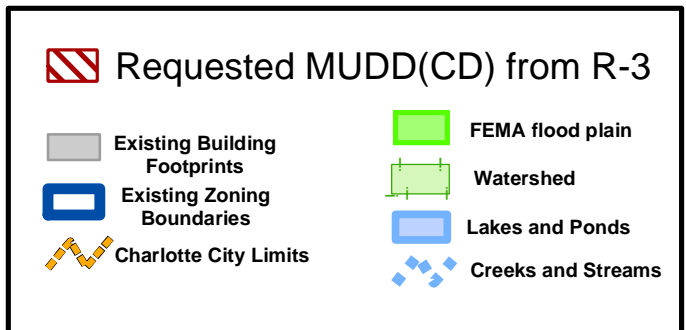 Requested MUDD(CD) from R-3
Existing Building
Footprints
Existing Zoning
Boundaries
Charlotte City Limits
FEMA flood plain
Watershed
Lakes and Ponds
Creeks and Streams